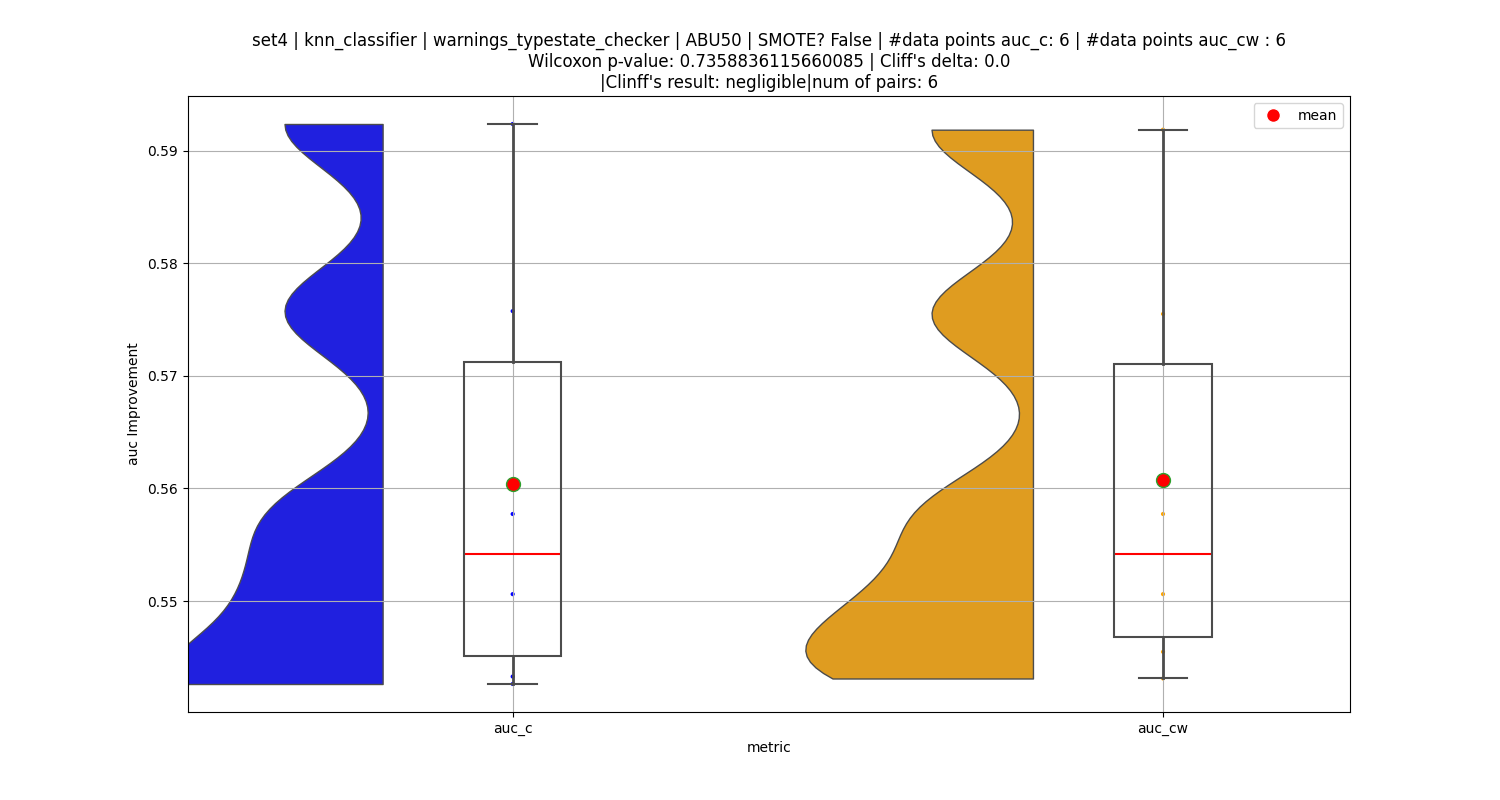 set4 | knn_classifier | warnings_typestate_checker | ABU50 | SMOTE? False | #data points auc_c: 6 | #data points auc_cw : 6
Wilcoxon p-value: 0.7358836115660085 | Cliff's delta: 0.0
|Clinff's result: negligible|num of pairs: 6
mean
0.59
0.58
0.57
0.56
0.55
auc Improvement
auc_c
auc_cw
metric